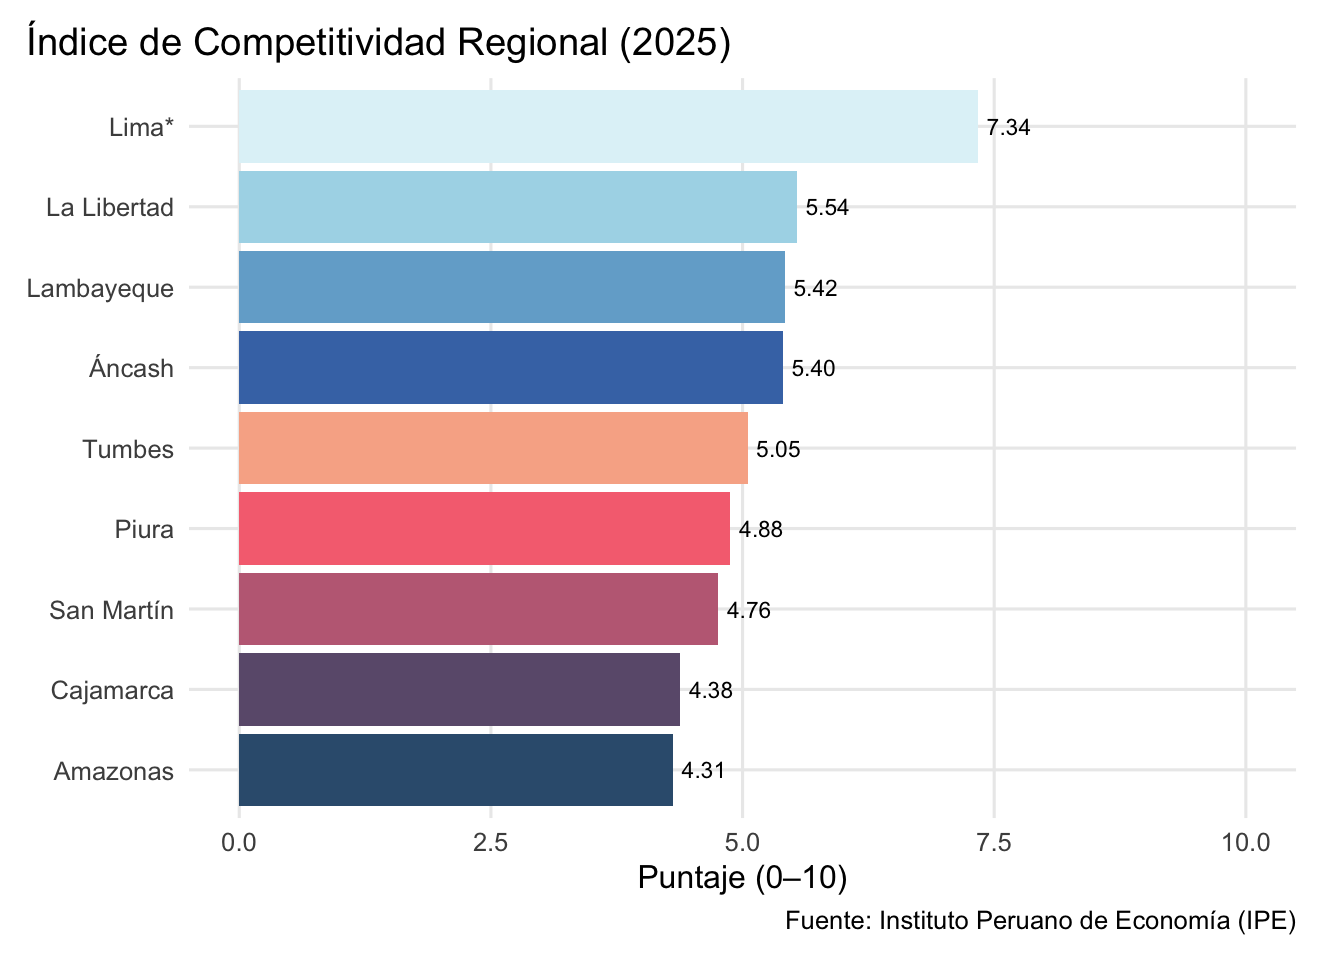 Índice de Competitividad Regional (2025)
Lima* 7.34
La Libertad 5.54
Lambayeque 5.42
Áncash 5.40
Tumbes 5.05
Piura 4.88
San Martín 4.76
Cajamarca 4.38
Amazonas 4.31
0.0 2.5 5.0 7.5 10.0
Puntaje (0–10)
Fuente: Instituto Peruano de Economía (IPE)